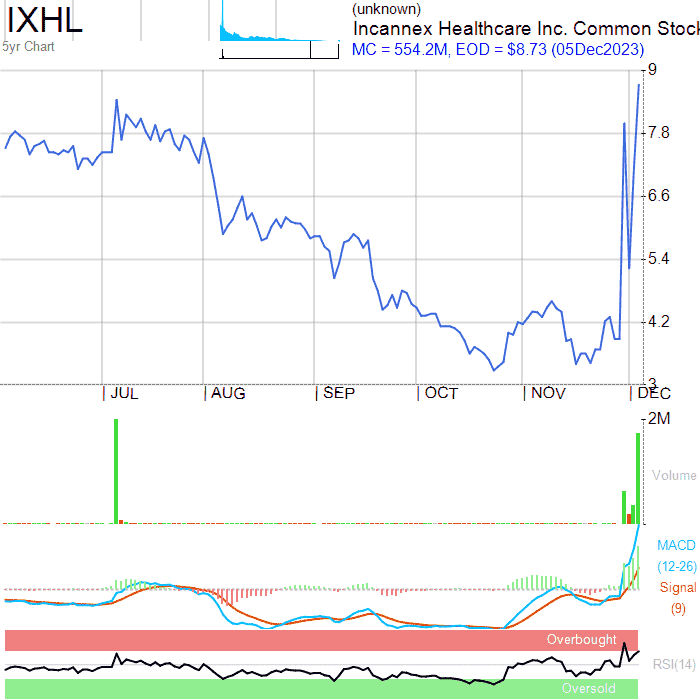 IXHL
5yr Chart
(unknown)
Incannex Healthcare Inc. Common Stoc
MC = 554.2M, EOD = $8.73 (05Dec2023)
9
7.8
6.6
5.4
4.2
3
JUL AUG SEP OCT NOV DEC
2M
Volume
MACD
(12-26)
Signal
(9)
Overbought
RSI(14)
Oversold